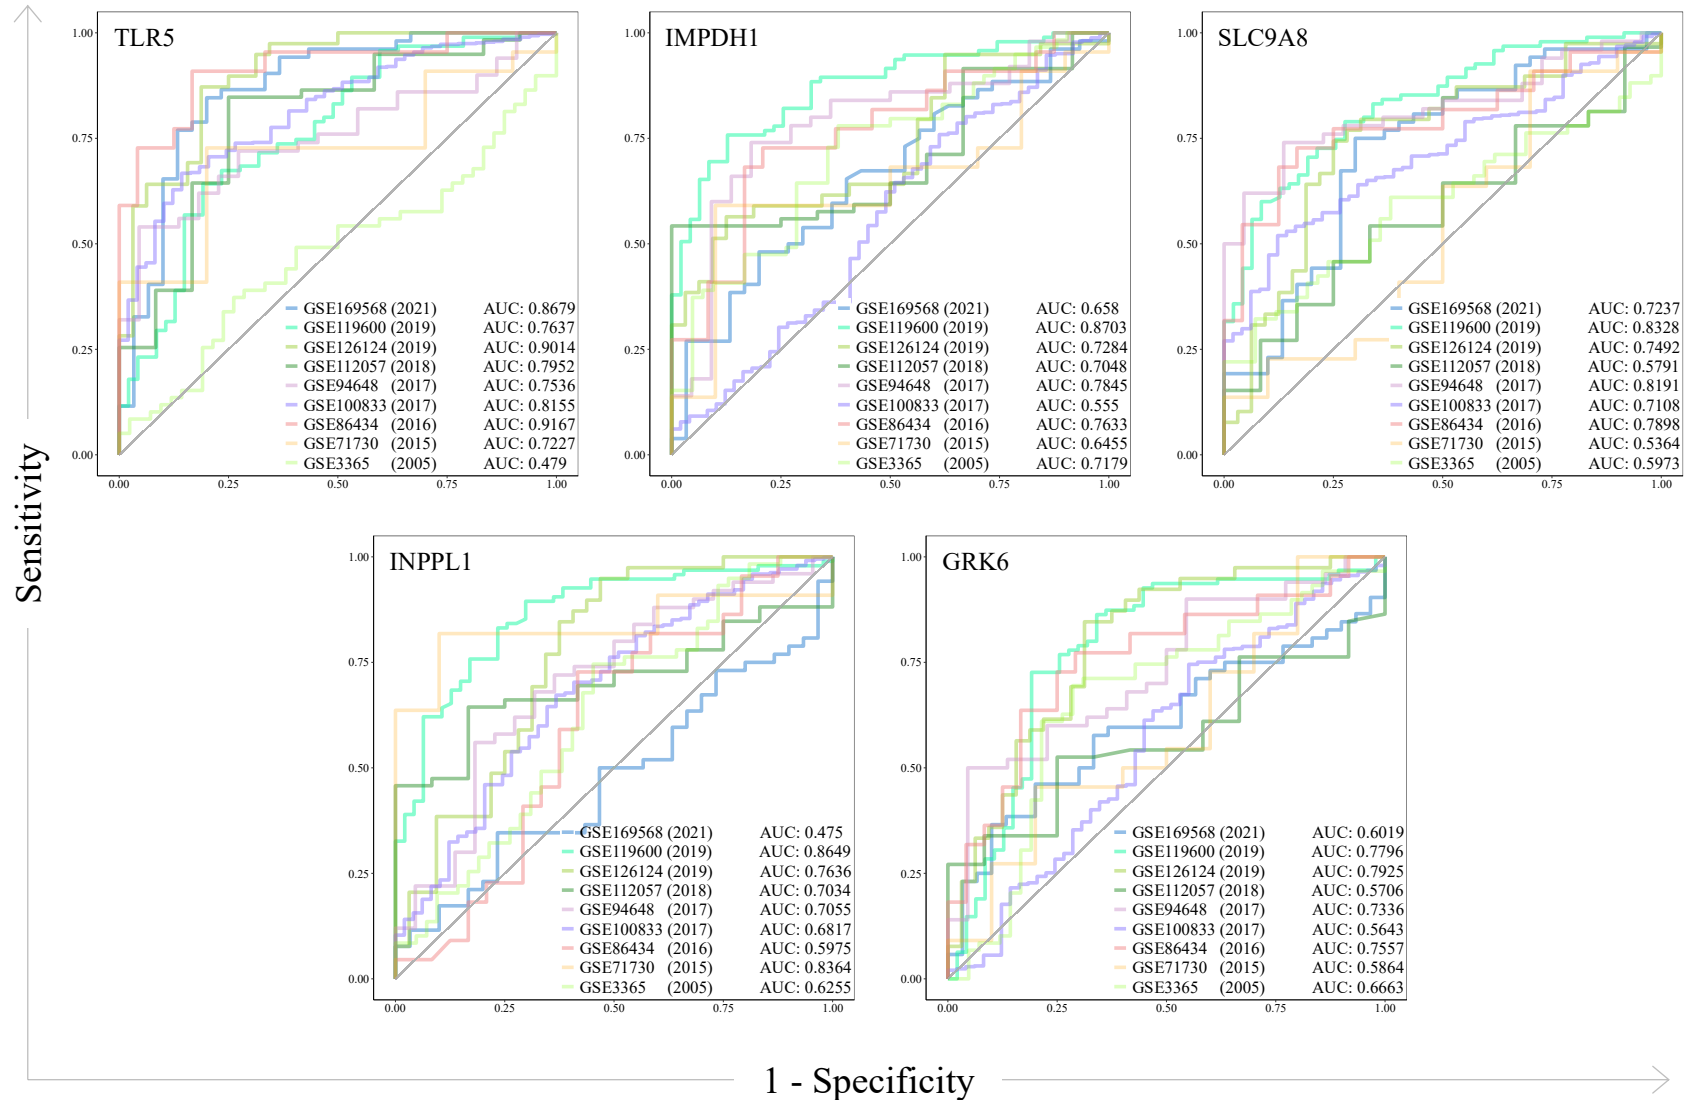 Sensitivity
TLR5
1.00
0.75
0.50
0.25
0.00
GSE169568 (2021) AUC: 0.8679
GSE119600 (2019) AUC: 0.7637
GSE126124 (2019) AUC: 0.9014
GSE112057 (2018) AUC: 0.7952
GSE94648 (2017) AUC: 0.7536
GSE100833 (2017) AUC: 0.8155
GSE86434 (2016) AUC: 0.9167
GSE71730 (2015) AUC: 0.7227
GSE3365 (2005) AUC: 0.479
0.00 0.25 0.50 0.75 1.00
IMPDH1
1.00
0.75
0.50
0.25
0.00
GSE169568 (2021) AUC: 0.658
GSE119600 (2019) AUC: 0.8703
GSE126124 (2019) AUC: 0.7284
GSE112057 (2018) AUC: 0.7048
GSE94648 (2017) AUC: 0.7845
GSE100833 (2017) AUC: 0.555
GSE86434 (2016) AUC: 0.7633
GSE71730 (2015) AUC: 0.6455
GSE3365 (2005) AUC: 0.7179
0.00 0.25 0.50 0.75 1.00
SLC9A8
1.00
0.75
0.50
0.25
0.00
GSE169568 (2021) AUC: 0.7237
GSE119600 (2019) AUC: 0.8328
GSE126124 (2019) AUC: 0.7492
GSE112057 (2018) AUC: 0.5791
GSE94648 (2017) AUC: 0.8191
GSE100833 (2017) AUC: 0.7108
GSE86434 (2016) AUC: 0.7898
GSE71730 (2015) AUC: 0.5364
GSE3365 (2005) AUC: 0.5973
0.00 0.25 0.50 0.75 1.00
INPPL1
1.00
0.75
0.50
0.25
0.00
GSE169568 (2021) AUC: 0.475
GSE119600 (2019) AUC: 0.8649
GSE126124 (2019) AUC: 0.7636
GSE112057 (2018) AUC: 0.7034
GSE94648 (2017) AUC: 0.7055
GSE100833 (2017) AUC: 0.6817
GSE86434 (2016) AUC: 0.5975
GSE71730 (2015) AUC: 0.8364
GSE3365 (2005) AUC: 0.6255
0.00 0.25 0.50 0.75 1.00
GRK6
1.00
0.75
0.50
0.25
0.00
GSE169568 (2021) AUC: 0.6019
GSE119600 (2019) AUC: 0.7796
GSE126124 (2019) AUC: 0.7925
GSE112057 (2018) AUC: 0.5706
GSE94648 (2017) AUC: 0.7336
GSE100833 (2017) AUC: 0.5643
GSE86434 (2016) AUC: 0.7557
GSE71730 (2015) AUC: 0.5864
GSE3365 (2005) AUC: 0.6663
0.00 0.25 0.50 0.75 1.00
1 - Specificity